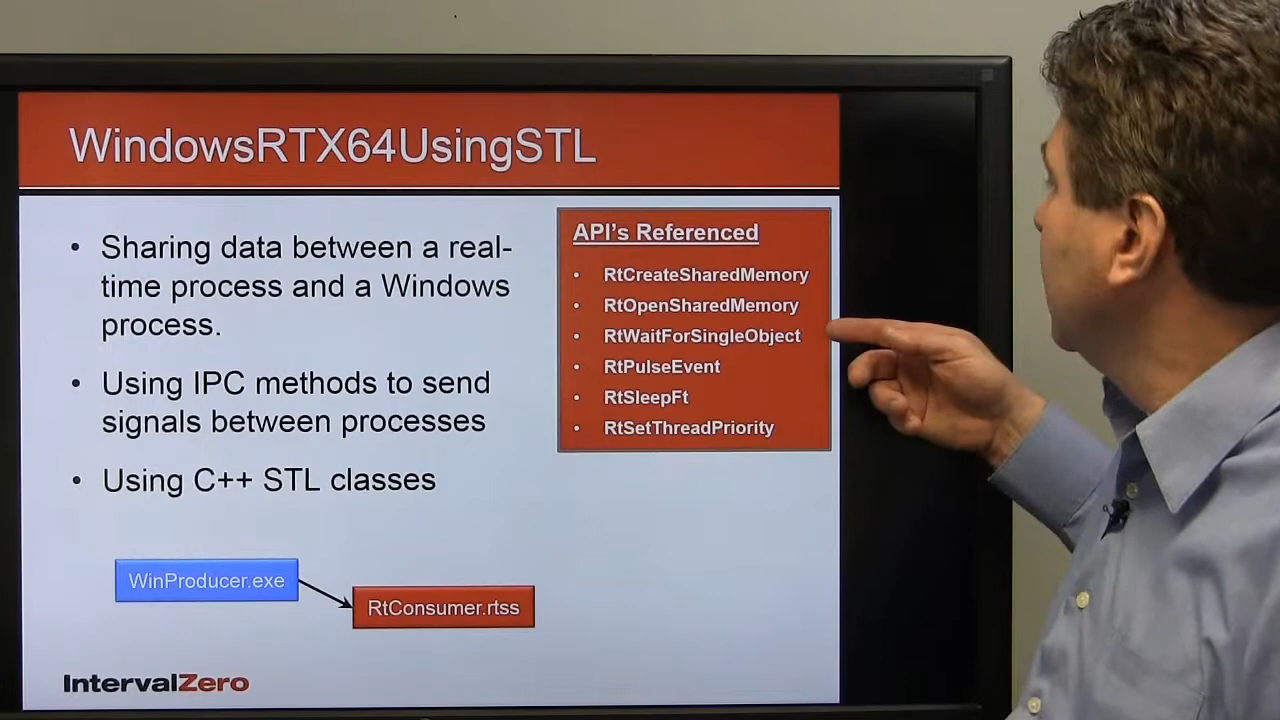 WindowsRTX64UsingSTL
• Sharing data between a real-
time process and a Windows
process.
• Using IPC methods to send
signals between processes
• Using C++ STL classes
API's Referenced
• RtCreateSharedMemory
• RtOpenSharedMemory
• RtWaitForSingleObject
• RtPulseEvent
• RtSleepFt
• RtSetThreadPriority
WinProducer.exe
RtConsumer.rtss
IntervalZero